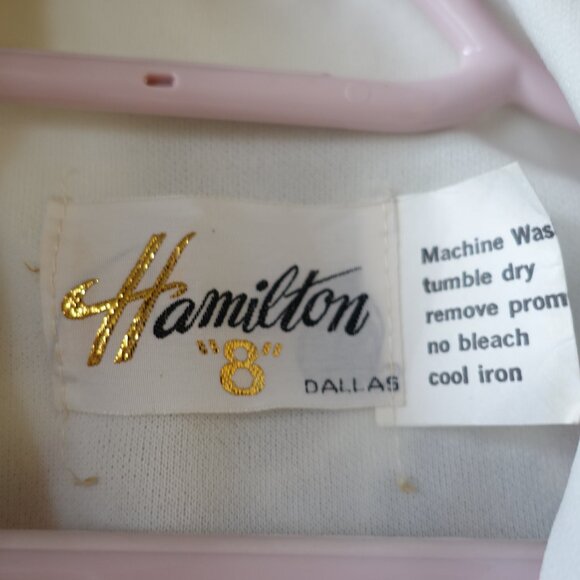 Hamilton
"8"
DALLAS
Machine Was
tumble dry
remove prom
no bleach
cool iron